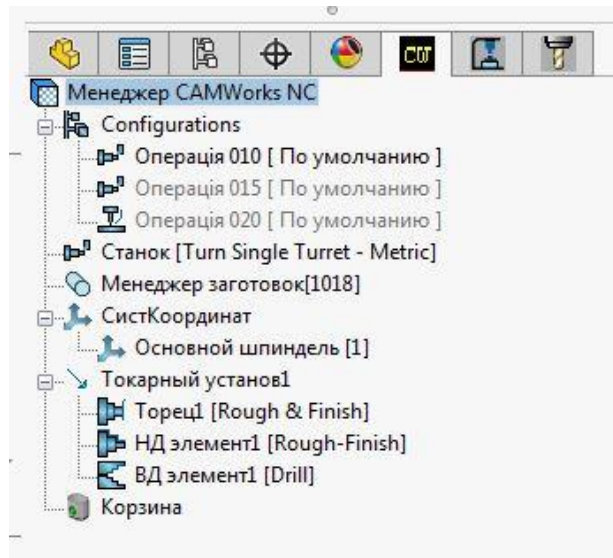 CW
Менеджер CAMWorks NC
Configurations
Операція 010 [ По умолчанию ]
Операція 015 [ По умолчанию ]
Операція 020 [ По умолчанию ]
Станок [Turn Single Turret - Metric]
Менеджер заготовок[1018]
СистКоординат
Основной шпиндель [1]
Токарный установ1
Торец1 [Rough & Finish]
НД элемент1 [Rough-Finish]
ВД элемент1 [Drill]
Корзина